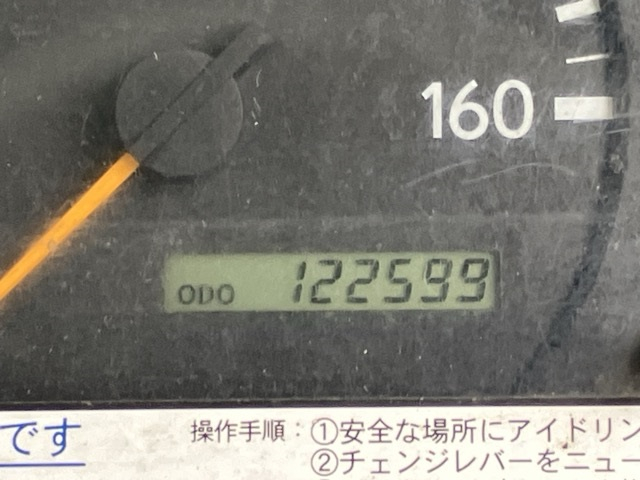 160
ODO 122599
です
操作手順：①安全な場所にアイドリン
②チェンジレバーをニュー